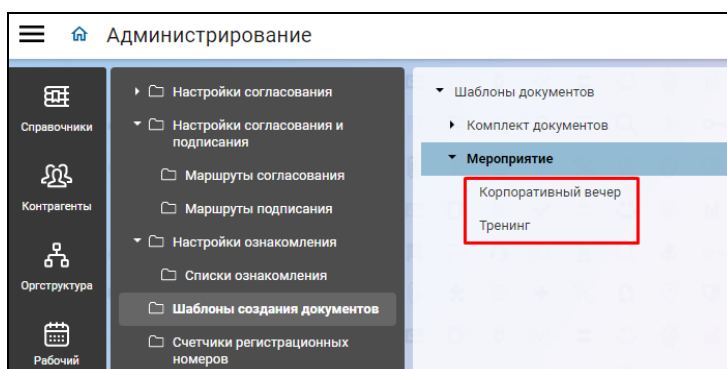 Администрирование
Справочники
Контрагенты
Оргструктура
Рабочий
Настройки согласования
Настройки согласования и
подписания
Маршруты согласования
Маршруты подписания
Настройки ознакомления
Списки ознакомления
Шаблоны создания документов
Счетчики регистрационных
номеров
Шаблоны документов
Комплект документов
Мероприятие
Корпоративный вечер
Тренинг